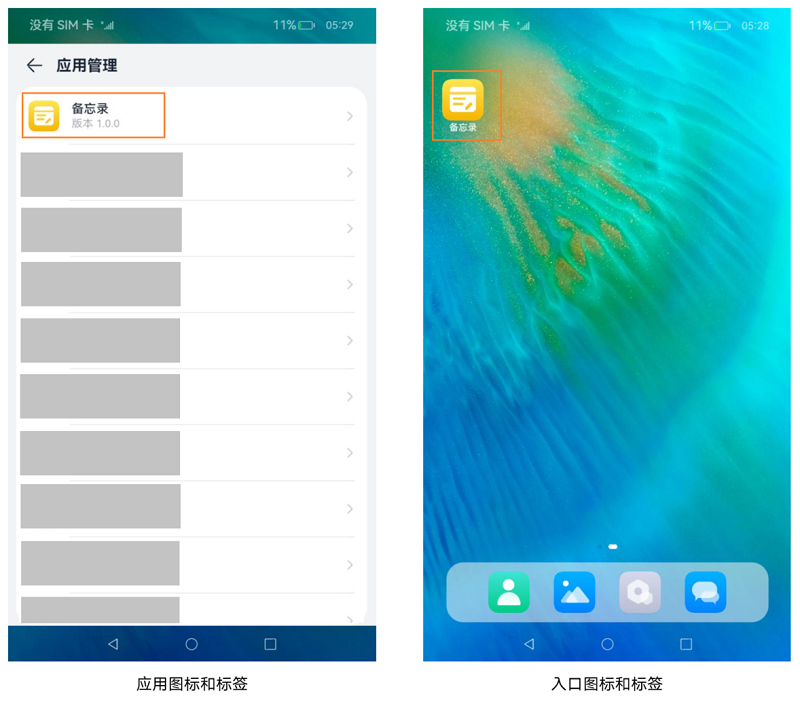 没有 SIM 卡
11%
05:29
应用管理
备忘录
版本 1.0.0
应用图标和标签
没有 SIM 卡
11%
05:28
备忘录
入口图标和标签